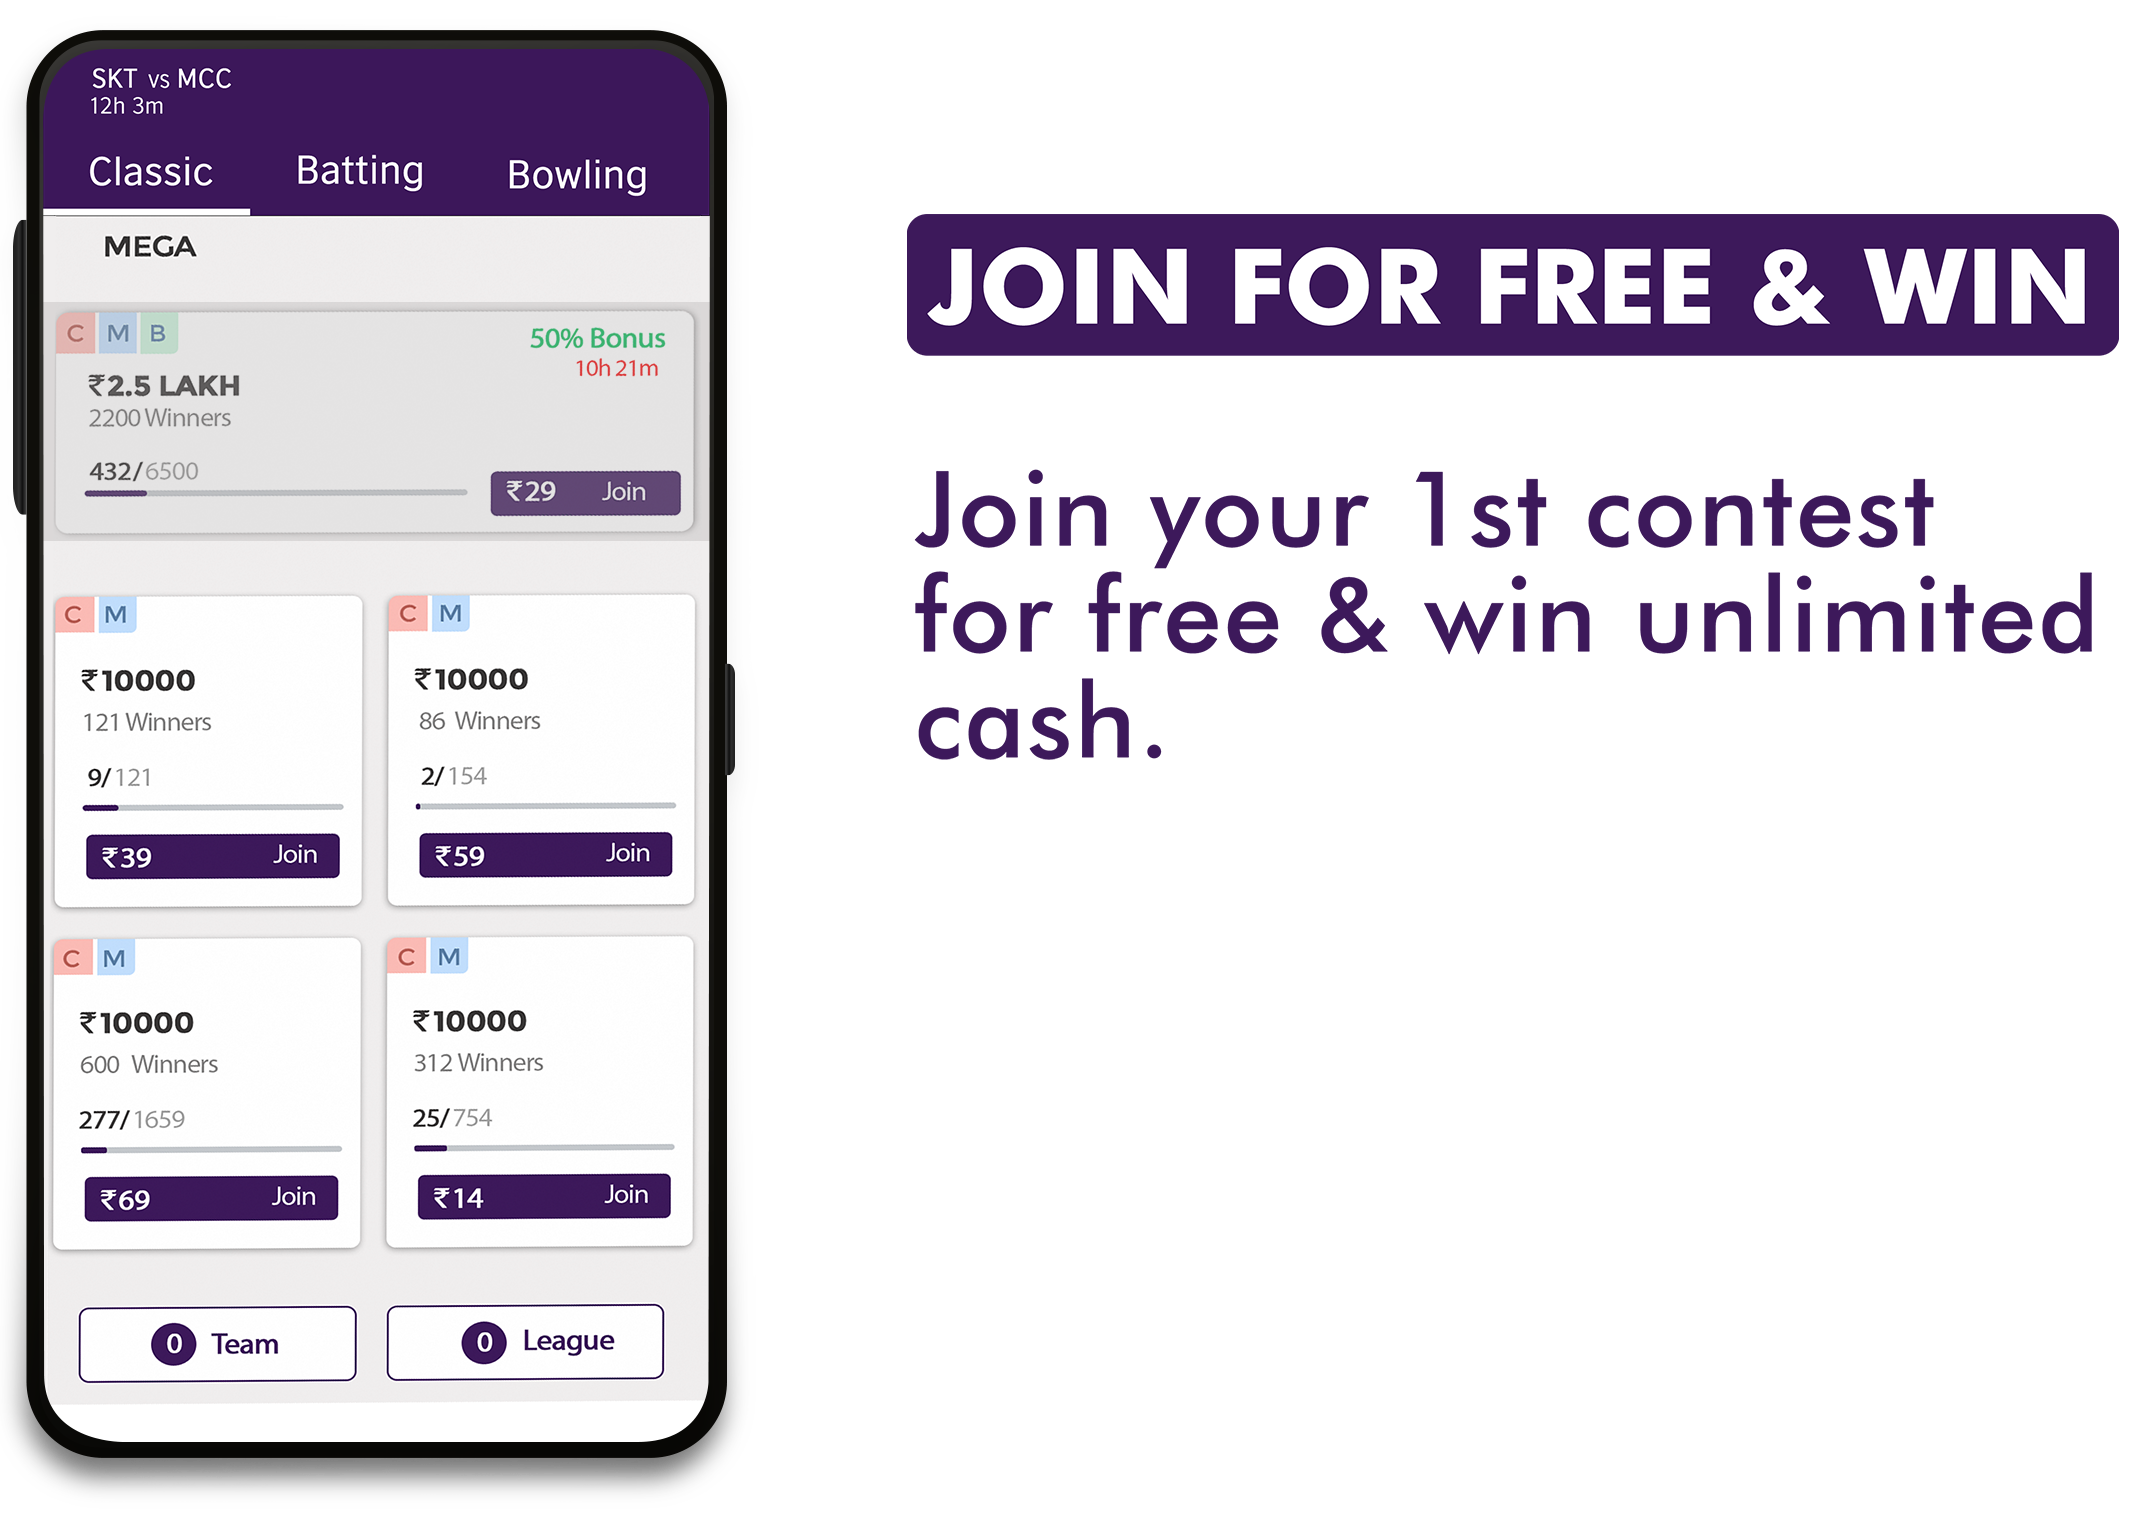 SKT vs MCC
12h 3m
Classic Batting Bowling
MEGA
C M B
50% Bonus
10h 21m
₹2.5 LAKH
2200 Winners
432/6500
₹29 Join
C M
₹10000
121 Winners
9/121
₹39 Join
C M
₹10000
86 Winners
2/154
₹59 Join
C M
₹10000
600 Winners
277/1659
₹69 Join
C M
₹10000
312 Winners
25/754
₹14 Join
0 Team
0 League
JOIN FOR FREE & WIN
Join your 1st contest
for free & win unlimited
cash.